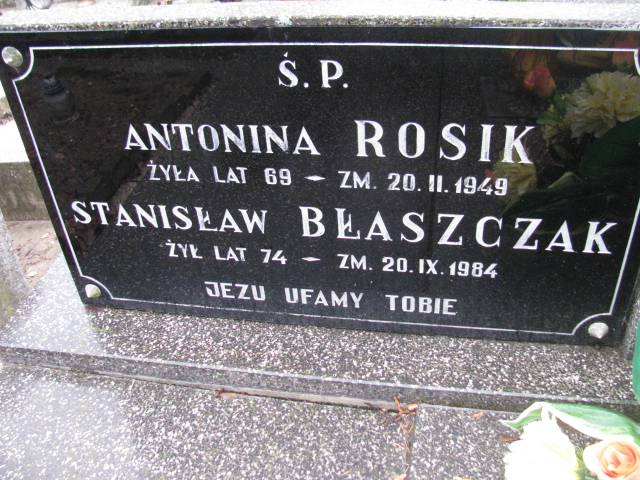 Ś.P.
ANTONINA ROSIK
ŻYŁA LAT 69 – ZM. 20.II.1949
STANISŁAW BŁASZCZAK
ŻYŁ LAT 74 – ZM. 20.IX.1984
JEZU UFAMY TOBIE